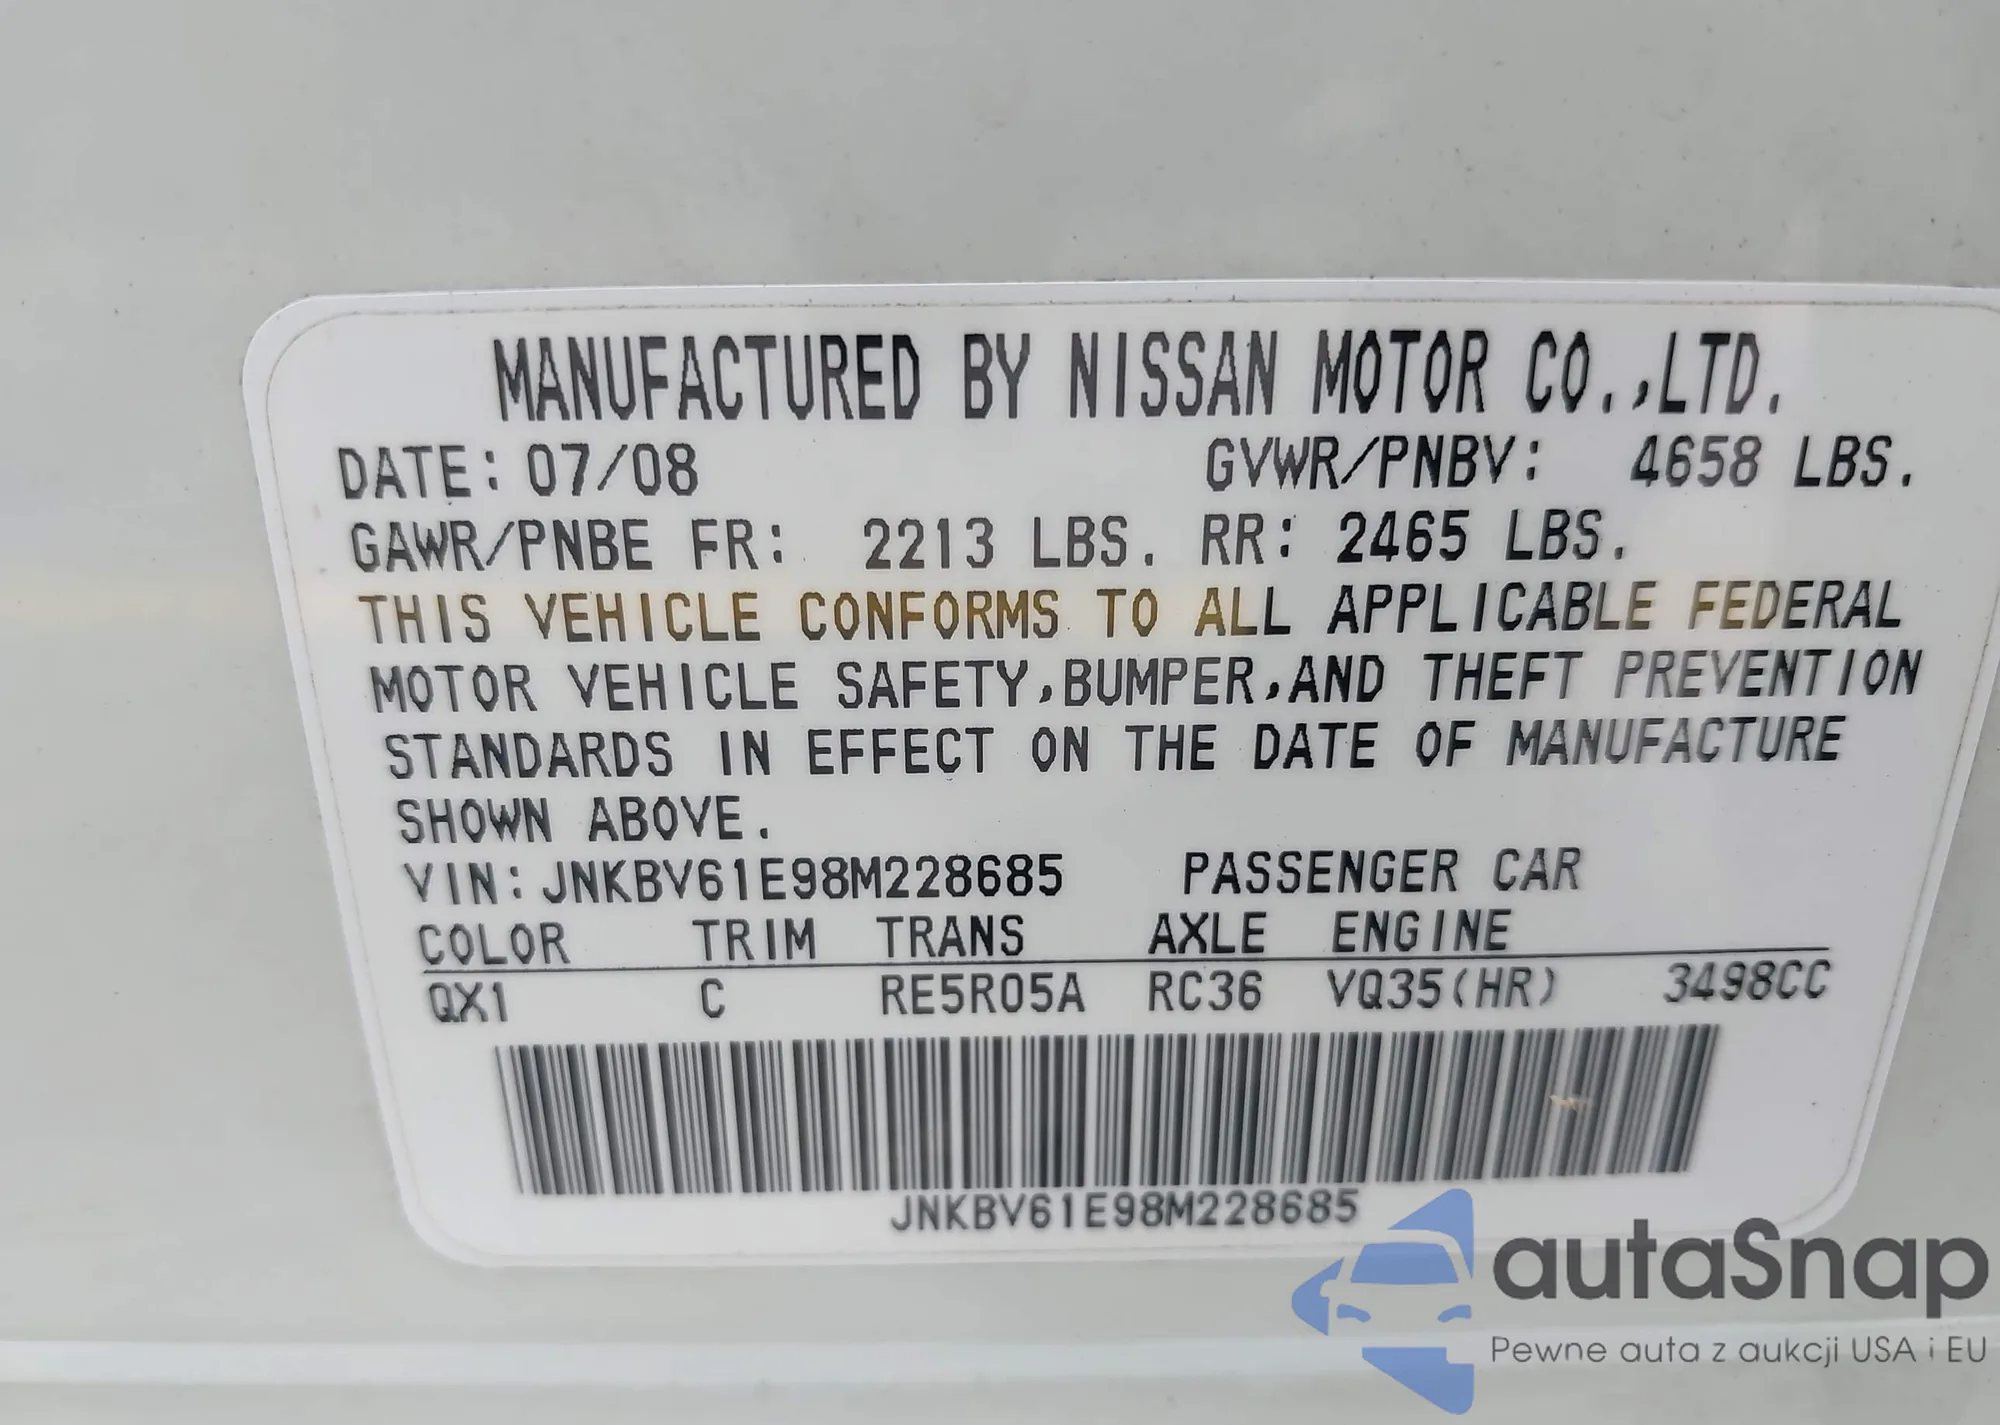 MANUFACTURED BY NISSAN MOTOR CO.,LTD.
DATE: 07/08 GVWR/PNBV: 4658 LBS.
GAWR/PNBE FR: 2213 LBS. RR: 2465 LBS.
THIS VEHICLE CONFORMS TO ALL APPLICABLE FEDERAL
MOTOR VEHICLE SAFETY,BUMPER,AND THEFT PREVENTION
STANDARDS IN EFFECT ON THE DATE OF MANUFACTURE
SHOWN ABOVE.
VIN:JNKBV61E98M228685 PASSENGER CAR
COLOR TRIM TRANS AXLE ENGINE
QX1 C RE5R05A RC36 VQ35(HR) 3498CC
JNKBV61E98M228685
autaSnap
Pewne auta z aukcji USA i EU